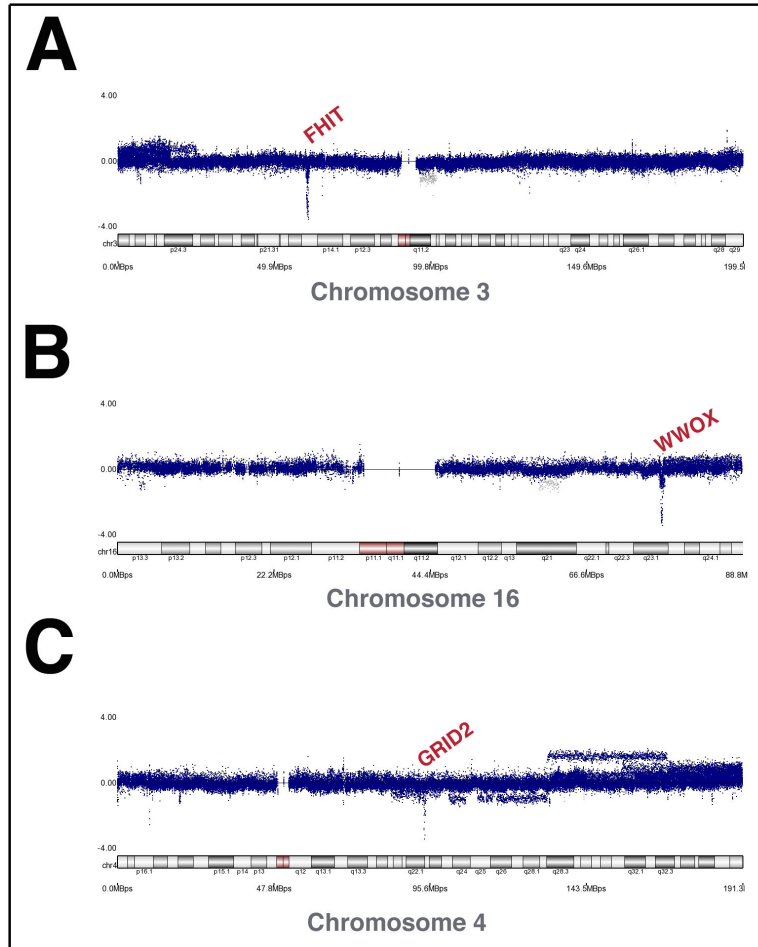 A
4.00
FHIT
0.00
-4.00
chr3
p24.3 p21.31 p14.1 p12.3 q11.2 q23 q24 q26.1 q28 q29
0.0MBps 49.9MBps 99.8MBps 149.6MBps 199.5I
Chromosome 3
B
4.00
WWOX
0.00
-4.00
chr16
p13.3 p13.2 p12.3 p12.1 p11.2 p11.1 q11.1 q11.2 q12.1 q12.2 q13 q21 q22.1 q22.3 q23.1 q24.1
0.0MBps 22.2MBps 44.4MBps 66.6MBps 88.8M
Chromosome 16
C
4.00
GRID2
0.00
-4.00
chr4
p16.1 p15.1 p14 p13 q12 q13.1 q13.3 q22.1 q24 q25 q26 q28.1 q28.3 q32.1 q32.3
0.0MBps 47.8MBps 95.6MBps 143.5MBps 191.3I
Chromosome 4